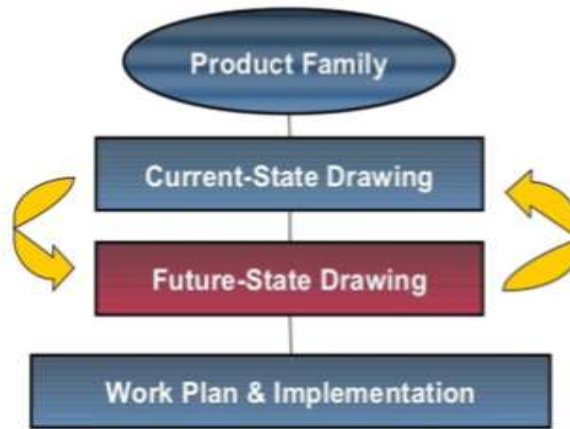 Product Family
Current-State Drawing
Future-State Drawing
Work Plan & Implementation